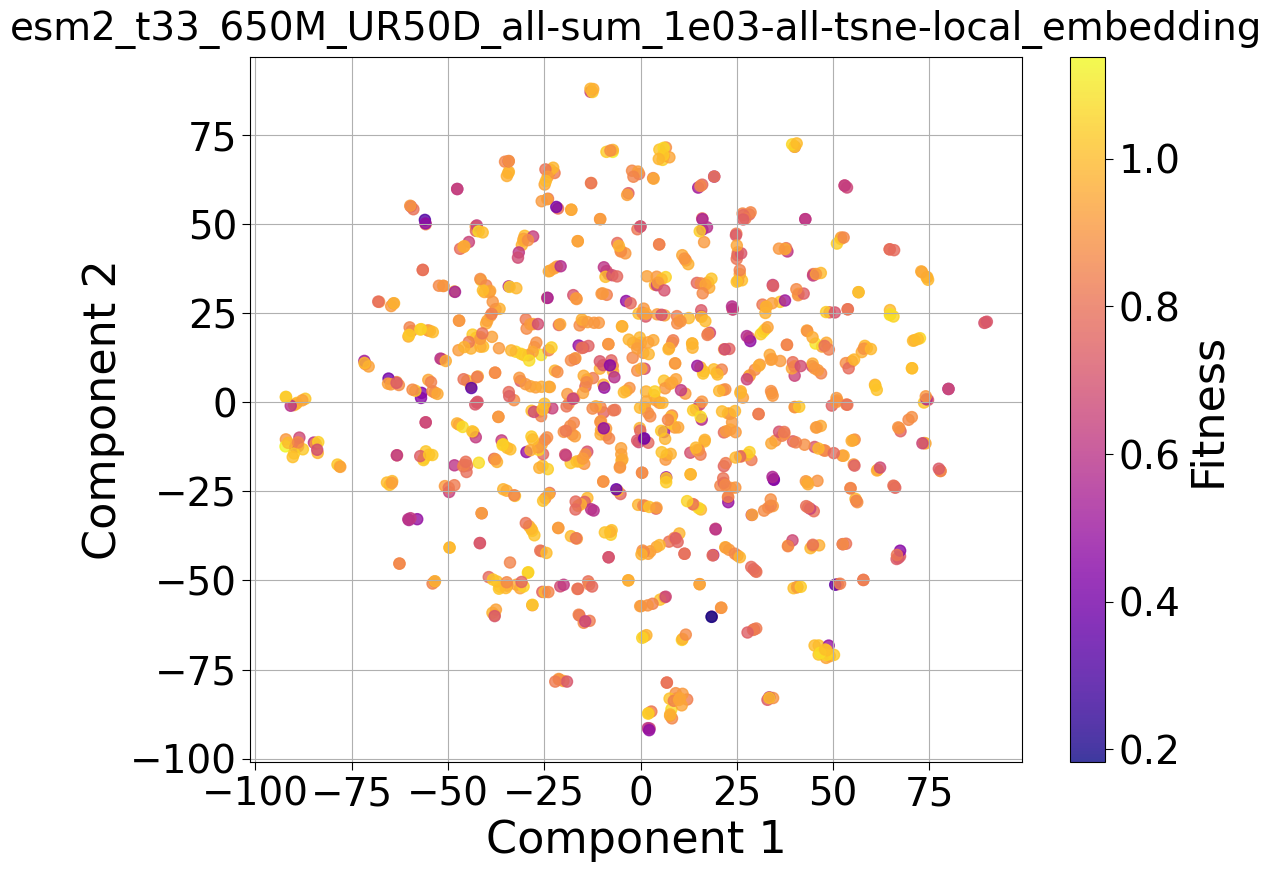 esm2_t33_650M_UR50D_all-sum_1e03-all-tsne-local_embedding
75
50
25
0
−25
−50
−75
−100
Component 2
−100 −75 −50 −25 0 25 50 75
Component 1
1.0
0.8
0.6
0.4
0.2
Fitness